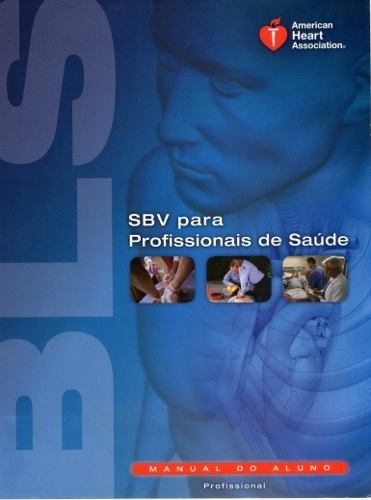 American
Heart
Association®
BLS
SBV para
Profissionais de Saúde
MANUAL DO ALUNO
Profissional